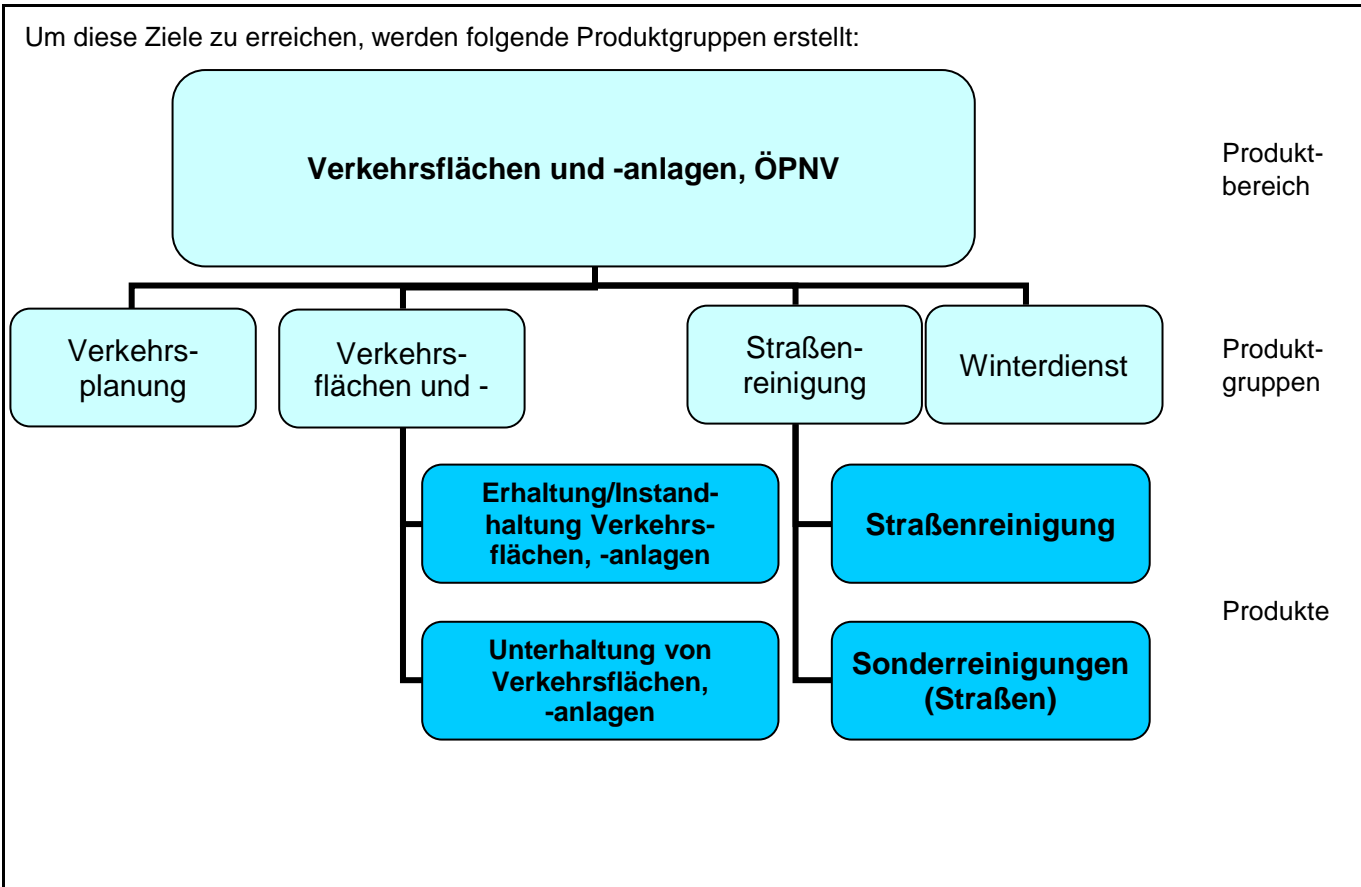 Um diese Ziele zu erreichen, werden folgende Produktgruppen erstellt:
Verkehrsflächen und -anlagen, ÖPNV
Produkt-
bereich
Verkehrs-
planung
Verkehrs-
flächen und -
Straßen-
reinigung
Winterdienst
Produkt-
gruppen
Erhaltung/Instand-
haltung Verkehrs-
flächen, -anlagen
Straßenreinigung
Unterhaltung von
Verkehrsflächen,
-anlagen
Sonderreinigungen
(Straßen)
Produkte